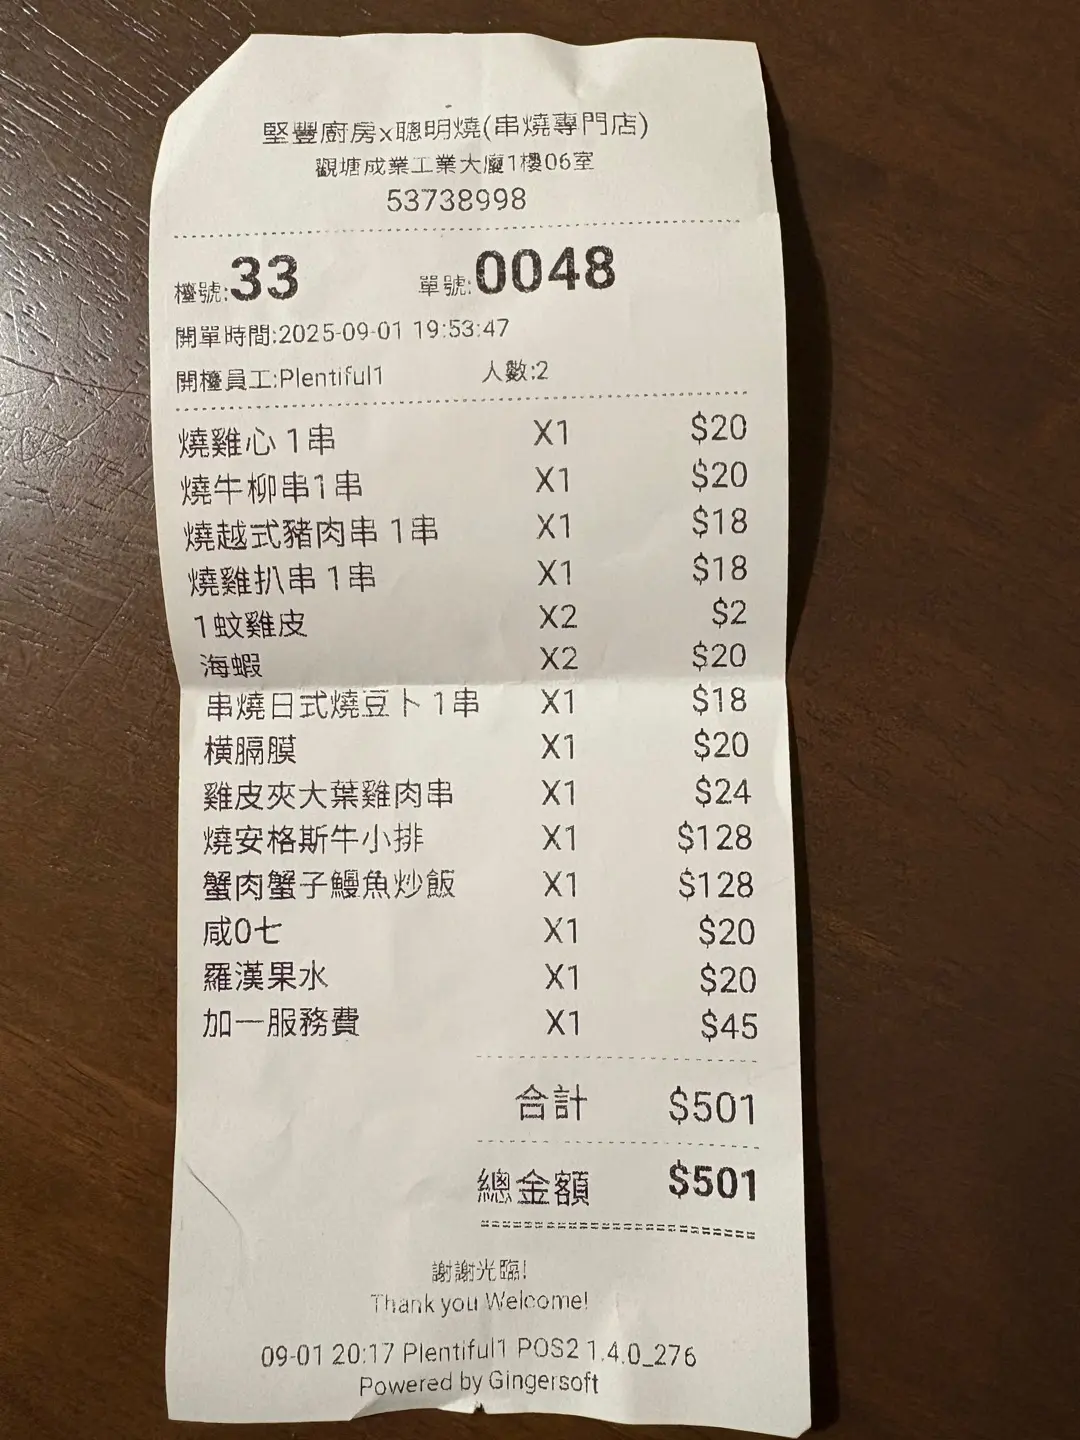 堅豐廚房x聰明燒(串燒專門店)
觀塘成業工業大廈1樓06室
53738998
檯號:33 單號:0048
開單時間:2025-09-01 19:53:47
開檯員工:Plentiful1 人數:2
燒雞心 1串 X1 $20
燒牛柳串1串 X1 $20
燒越式豬肉串 1串 X1 $18
燒雞扒串 1串 X1 $18
1蚊雞皮 X2 $2
海蝦 X2 $20
串燒日式燒豆卜 1串 X1 $18
橫膈膜 X1 $20
雞皮夾大葉雞肉串 X1 $24
燒安格斯牛小排 X1 $128
蟹肉蟹子鰻魚炒飯 X1 $128
咸0七 X1 $20
羅漢果水 X1 $20
加一服務費 X1 $45
合計 $501
總金額 $501
謝謝光臨!
Thank you Welcome!
09-01 20:17 Plentiful1 POS2 1.4.0_276
Powered by Gingersoft